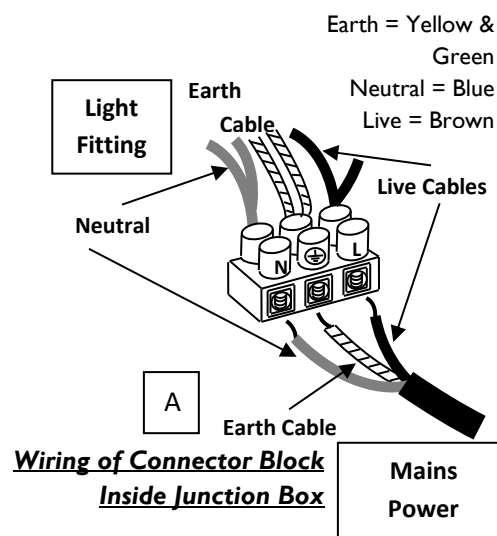 Earth = Yellow &
Green
Neutral = Blue
Live = Brown
Light
Fitting
Earth
Cable
Live Cables
Neutral
N
L
A
Earth Cable
Wiring of Connector Block
Inside Junction Box
Mains
Power